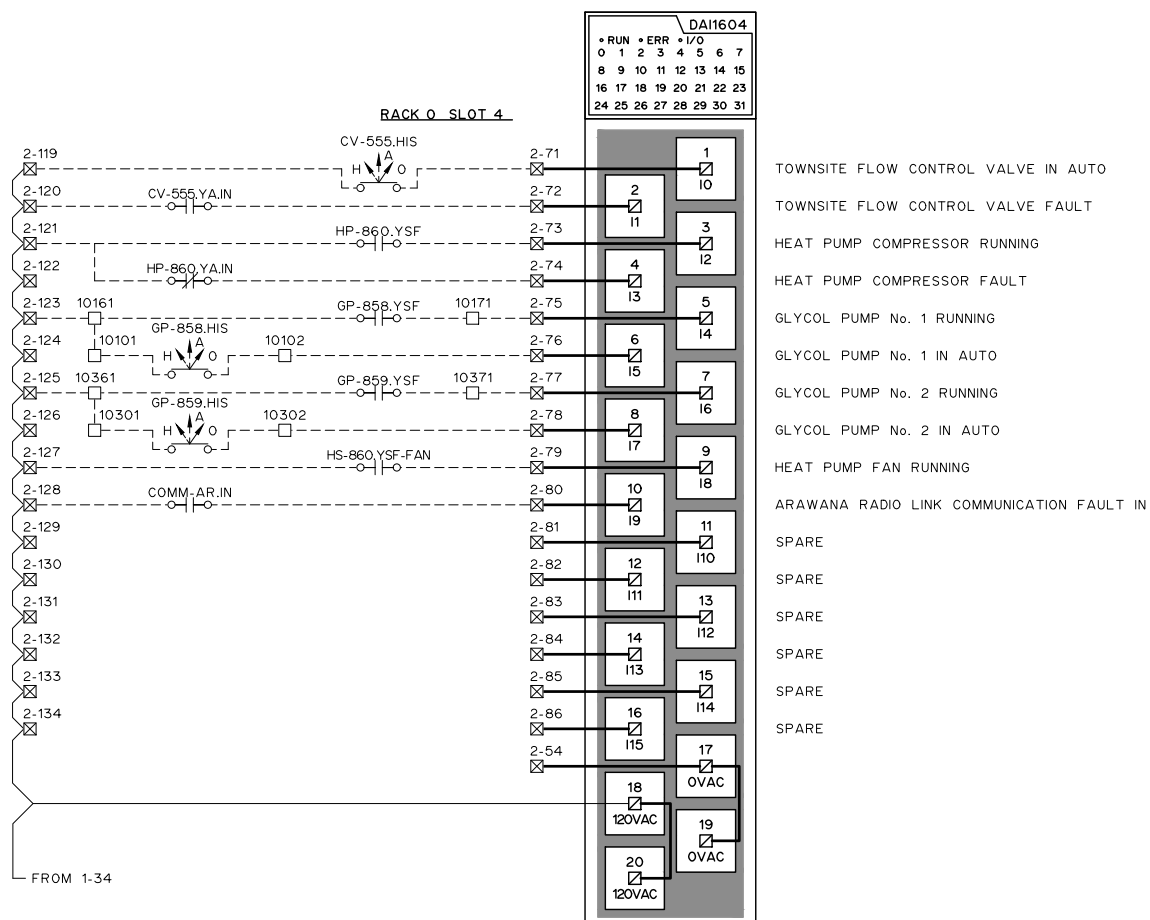 DAI1604
RUN ERR I/O
0 1 2 3 4 5 6 7
8 9 10 11 12 13 14 15
16 17 18 19 20 21 22 23
24 25 26 27 28 29 30 31
RACK 0 SLOT 4
CV-555.HIS
H A O
2-119 2-71 1 I0 TOWNSITE FLOW CONTROL VALVE IN AUTO
2-120 CV-555.YA.IN 2-72 2 I1 TOWNSITE FLOW CONTROL VALVE FAULT
2-121 HP-860.YSF 2-73 3 I2 HEAT PUMP COMPRESSOR RUNNING
2-122 HP-860.YA.IN 2-74 4 I3 HEAT PUMP COMPRESSOR FAULT
2-123 10161 GP-858.YSF 10171 2-75 5 I4 GLYCOL PUMP No. 1 RUNNING
GP-858.HIS
H A O
2-124 10101 10102 2-76 6 I5 GLYCOL PUMP No. 1 IN AUTO
2-125 10361 GP-859.YSF 10371 2-77 7 I6 GLYCOL PUMP No. 2 RUNNING
GP-859.HIS
H A O
2-126 10301 10302 2-78 8 I7 GLYCOL PUMP No. 2 IN AUTO
2-127 HS-860.YSF-FAN 2-79 9 I8 HEAT PUMP FAN RUNNING
2-128 COMM-AR.IN 2-80 10 I9 ARAWANA RADIO LINK COMMUNICATION FAULT IN
2-129 2-81 11 I10 SPARE
2-130 2-82 12 I11 SPARE
2-131 2-83 13 I12 SPARE
2-132 2-84 14 I13 SPARE
2-133 2-85 15 I14 SPARE
2-134 2-86 16 I15 SPARE
2-54 17 0VAC
18 120VAC
19 0VAC
20 120VAC
FROM 1-34